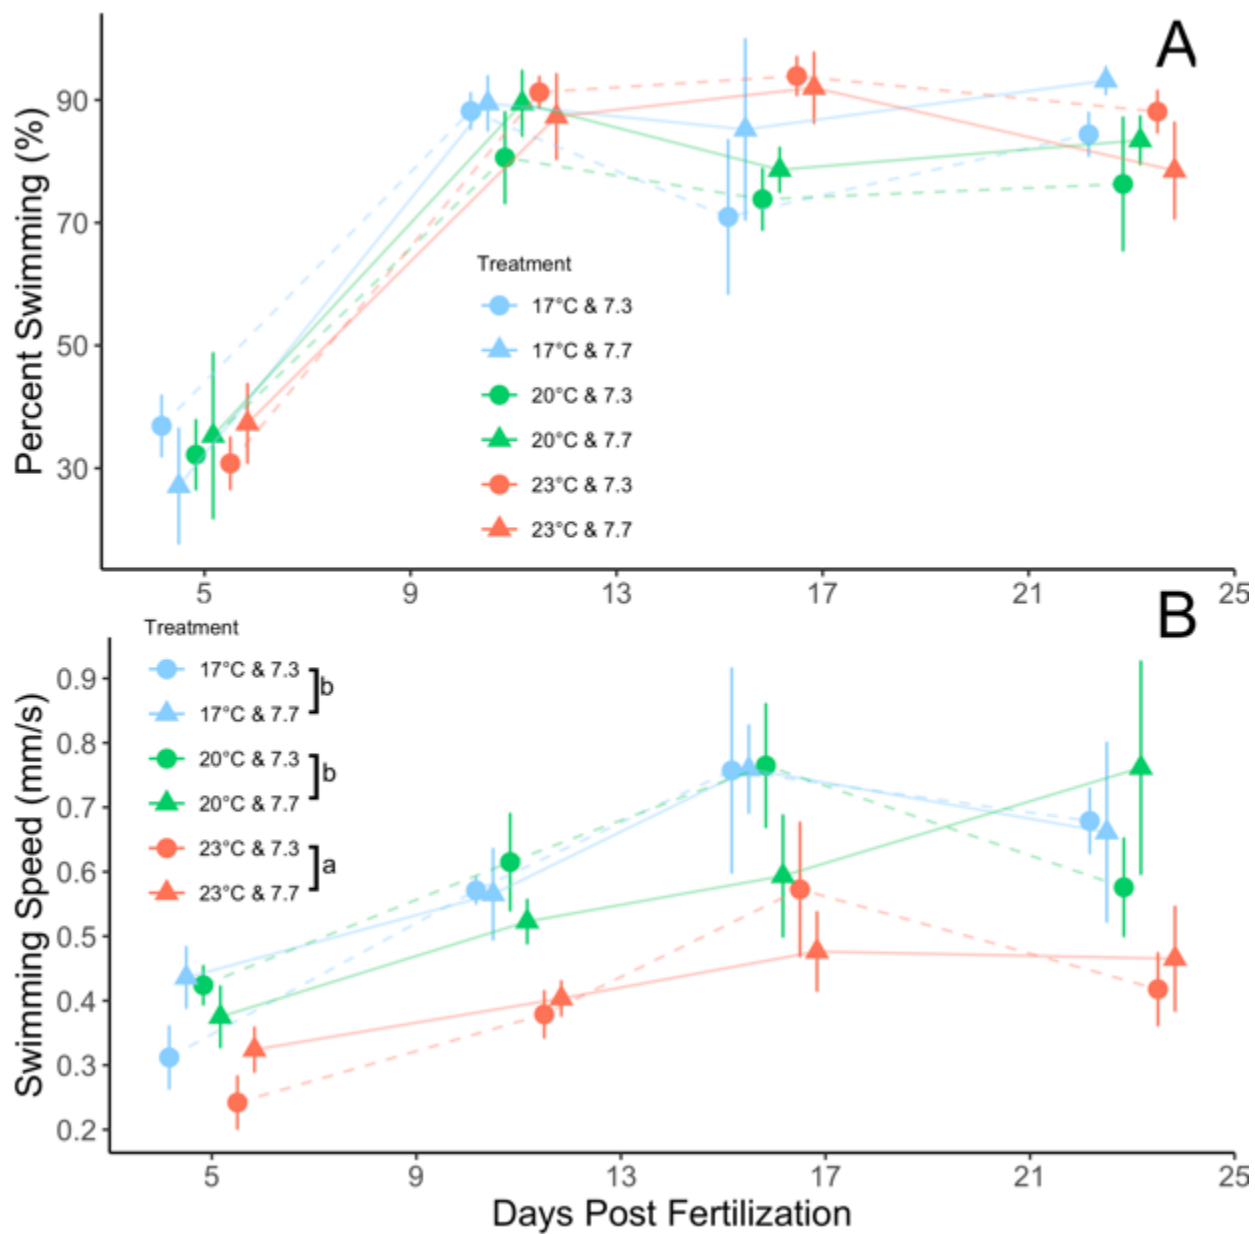 A
Percent Swimming (%)
90
70
50
30
Treatment
17°C & 7.3
17°C & 7.7
20°C & 7.3
20°C & 7.7
23°C & 7.3
23°C & 7.7
5 9 13 17 21 25
B
Swimming Speed (mm/s)
0.9
0.8
0.7
0.6
0.5
0.4
0.3
0.2
Treatment
17°C & 7.3
b
17°C & 7.7
20°C & 7.3
b
20°C & 7.7
23°C & 7.3
a
23°C & 7.7
5 9 13 17 21 25
Days Post Fertilization